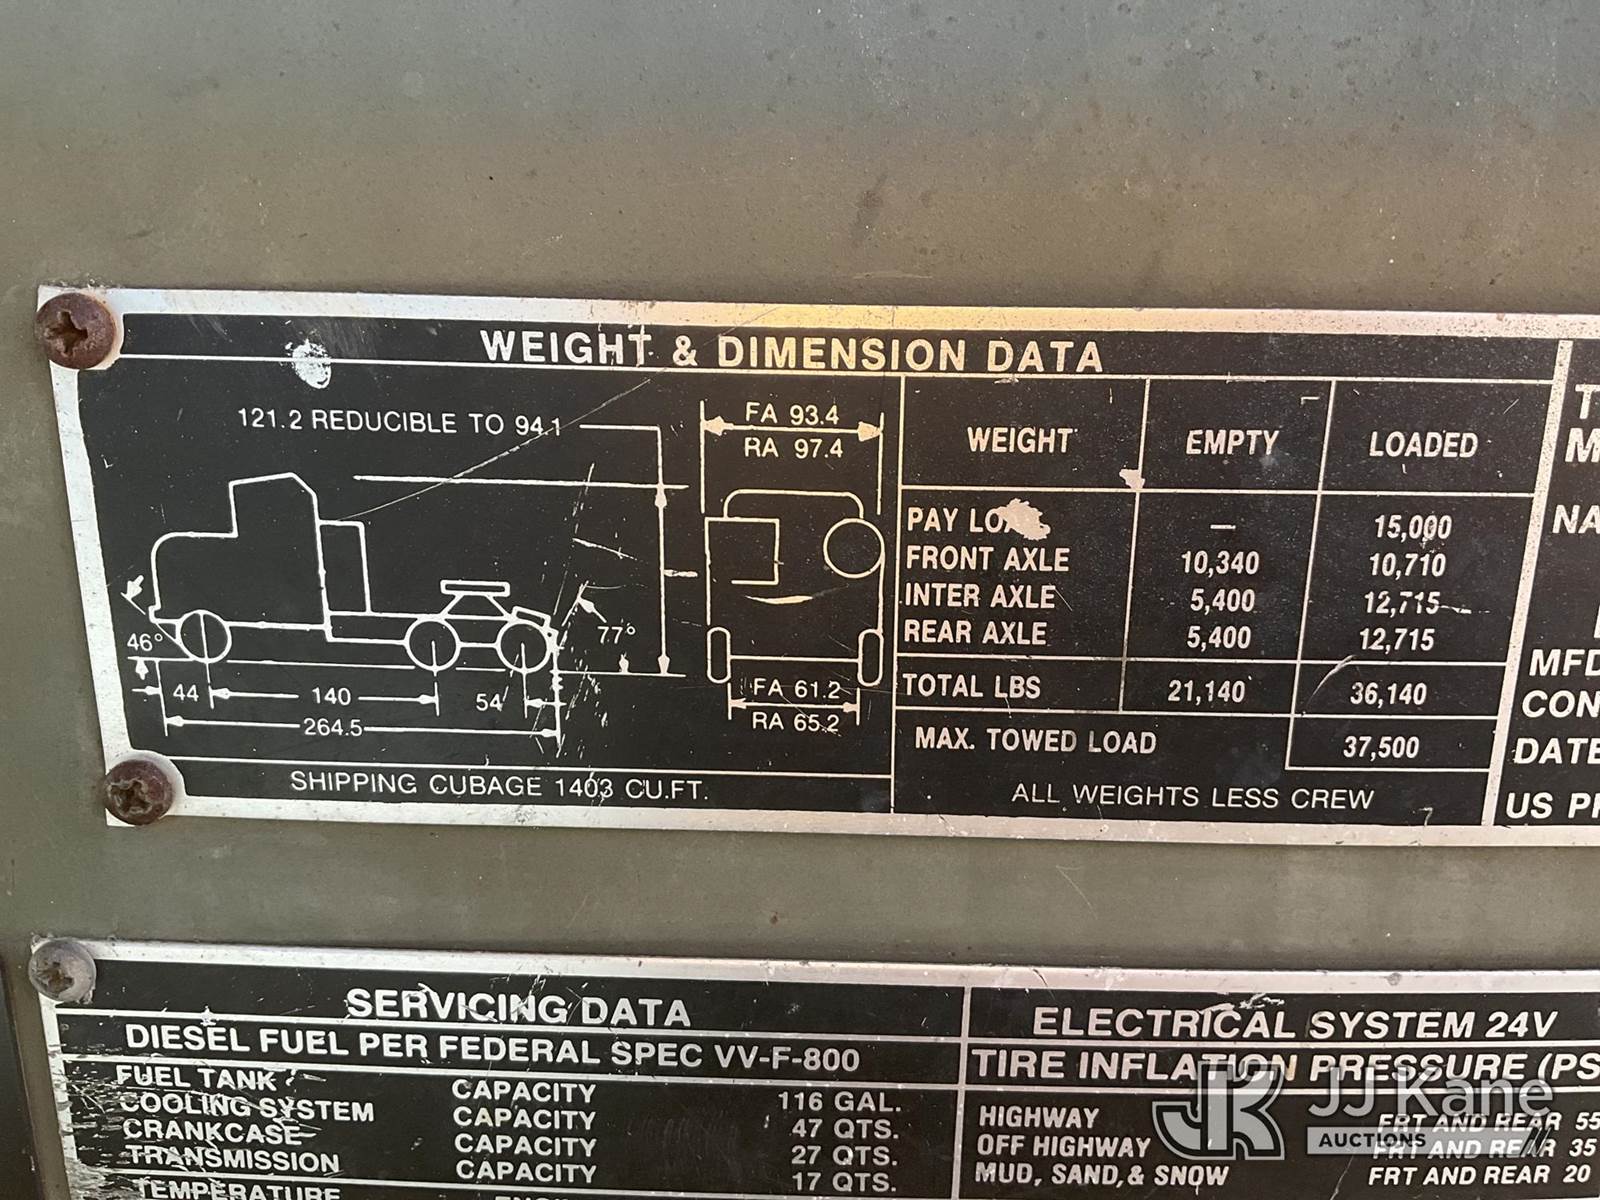 WEIGHT & DIMENSION DATA
121.2 REDUCIBLE TO 94.1
FA 93.4
RA 97.4
46°
77°
44
140
54
264.5
FA 61.2
RA 65.2
SHIPPING CUBAGE 1403 CU.FT.
WEIGHT EMPTY LOADED
PAY — 15,000
FRONT AXLE 10,340 10,710
INTER AXLE 5,400 12,715
REAR AXLE 5,400 12,715
TOTAL LBS 21,140 36,140
MAX. TOWED LOAD 37,500
ALL WEIGHTS LESS CREW
NA
MFD
CON
DATE
US P
SERVICING DATA
DIESEL FUEL PER FEDERAL SPEC VV-F-800
FUEL TANK CAPACITY 116 GAL.
COOLING SYSTEM CAPACITY 47 QTS.
CRANKCASE CAPACITY 27 QTS.
TRANSMISSION CAPACITY 17 QTS.
TEMPERATURE
ELECTRICAL SYSTEM 24V
TIRE INFLATION PRESSURE (PS
HIGHWAY FRT AND REAR 55
OFF HIGHWAY FRT AND REAR 35
MUD, SAND, & SNOW FRT AND REAR 20
JK JJ Kane
AUCTIONS